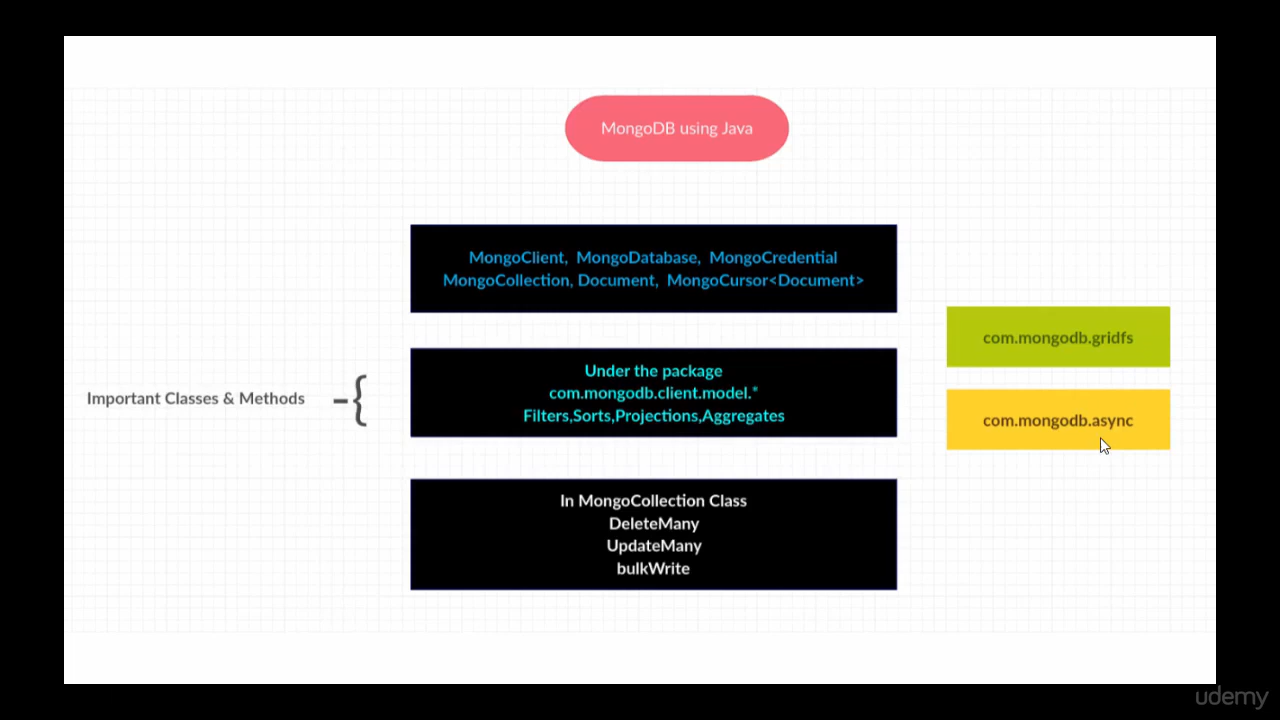 MongoDB using Java
MongoClient, MongoDatabase, MongoCredential
MongoCollection, Document, MongoCursor<Document>
Important Classes & Methods
-{
Under the package
com.mongodb.client.model.*
Filters,Sorts,Projections,Aggregates
In MongoCollection Class
DeleteMany
UpdateMany
bulkWrite
com.mongodb.gridfs
com.mongodb.async
udemy